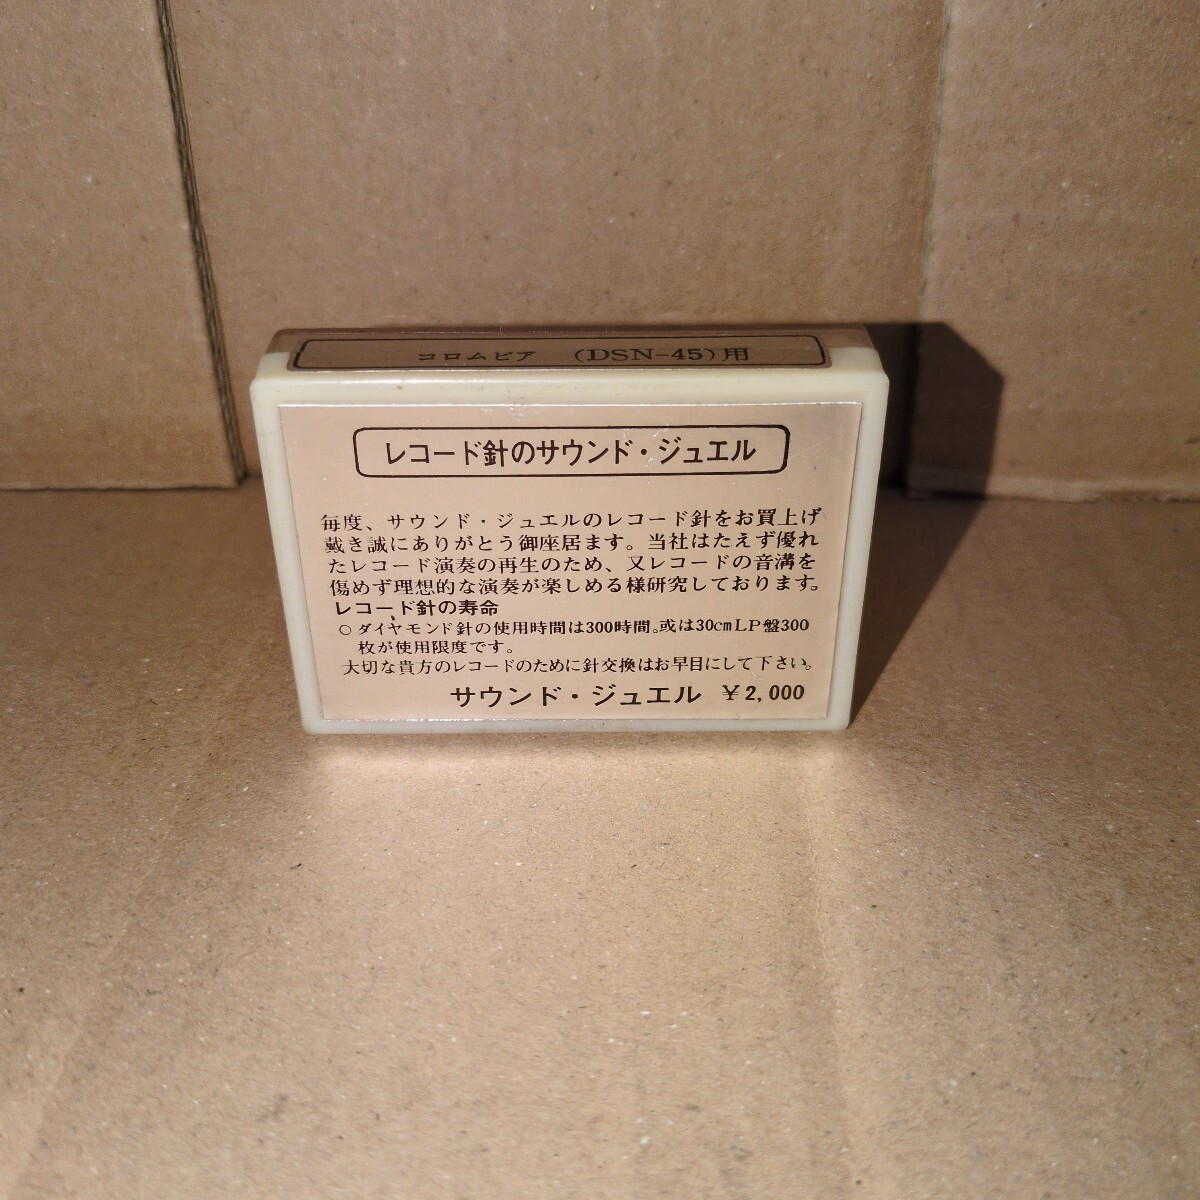 コロムビア (DSN-45)用
レコード針のサウンド・ジュエル
毎度、サウンド・ジュエルのレコード針をお買上げ
戴き誠にありがとう御座居ます。当社はたえず優れ
たレコード演奏の再生のため、又レコードの音溝を
傷めず理想的な演奏が楽しめる様研究しております。
レコード針の寿命
○ダイヤモンド針の使用時間は300時間。或は30cmLP盤300
枚が使用限度です。
大切な貴方のレコードのために針交換はお早目にして下さい。
サウンド・ジュエル ¥2,000